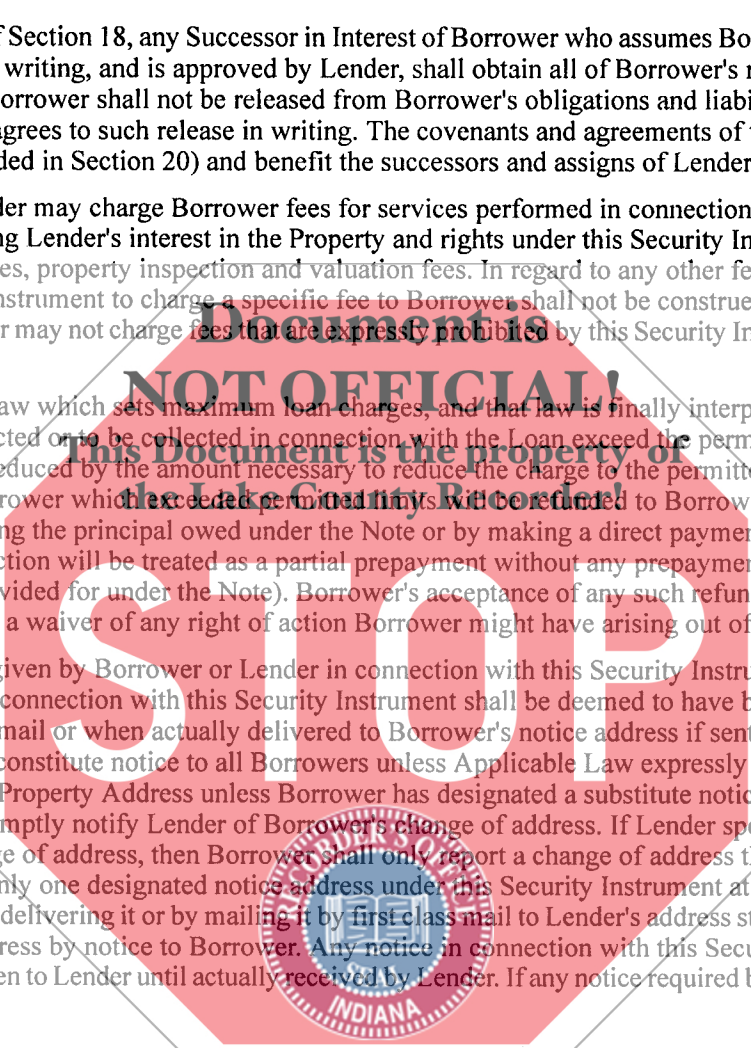 f Section 18, any Successor in Interest of Borrower who assumes Bo
writing, and is approved by Lender, shall obtain all of Borrower's
orrower shall not be released from Borrower's obligations and liabi
agrees to such release in writing. The covenants and agreements of
ded in Section 20) and benefit the successors and assigns of Lender
der may charge Borrower fees for services performed in connection
ng Lender's interest in the Property and rights under this Security In
es, property inspection and valuation fees. In regard to any other fe
nstrument to charge a specific fee to Borrower shall not be construe
r may not charge fees that are expressly prohibited by this Security In
Document is
NOT OFFICIAL!
This Document is the property of
the Lake County Recorder!
aw which sets maximum loan charges, and that law is finally interp
cted or to be collected in connection with the Loan exceed the perm
educed by the amount necessary to reduce the charge to the permitt
rower which exceeded permitted limits will be refunded to Borrow
ng the principal owed under the Note or by making a direct paymen
ction will be treated as a partial prepayment without any prepaymen
vided for under the Note). Borrower's acceptance of any such refun
a waiver of any right of action Borrower might have arising out of
STOP
given by Borrower or Lender in connection with this Security Instru
connection with this Security Instrument shall be deemed to have b
mail or when actually delivered to Borrower's notice address if sent
constitute notice to all Borrowers unless Applicable Law expressly
Property Address unless Borrower has designated a substitute notic
mptly notify Lender of Borrower's change of address. If Lender spe
e of address, then Borrower shall only report a change of address t
nly one designated notice address under this Security Instrument at
delivering it or by mailing it by first class mail to Lender's address st
ress by notice to Borrower. Any notice in connection with this Secu
en to Lender until actually received by Lender. If any notice required b
RECORDER'S OFFICE
INDIANA